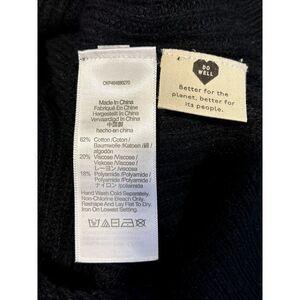 Made In China
Fabriqué En Chine
Hergestellt In China
Vervaardigd In China
中国製
hecho en china
62% Cotton /Coton /
Baumwolle /Katoen /綿 /
algodón
20% Viscose /Viscose /
Viskose /Viscose /
レーヨン /viscosa
18% Polyamide /Polyamide /
Polyamid /Polyamide /
ナイロン /poliamida
Hand Wash Cold Separately.
Non-Chlorine Bleach Only.
Reshape And Lay Flat To Dry.
Iron On Lowest Setting.
DO
WELL
Better for the
planet, better for
its people.